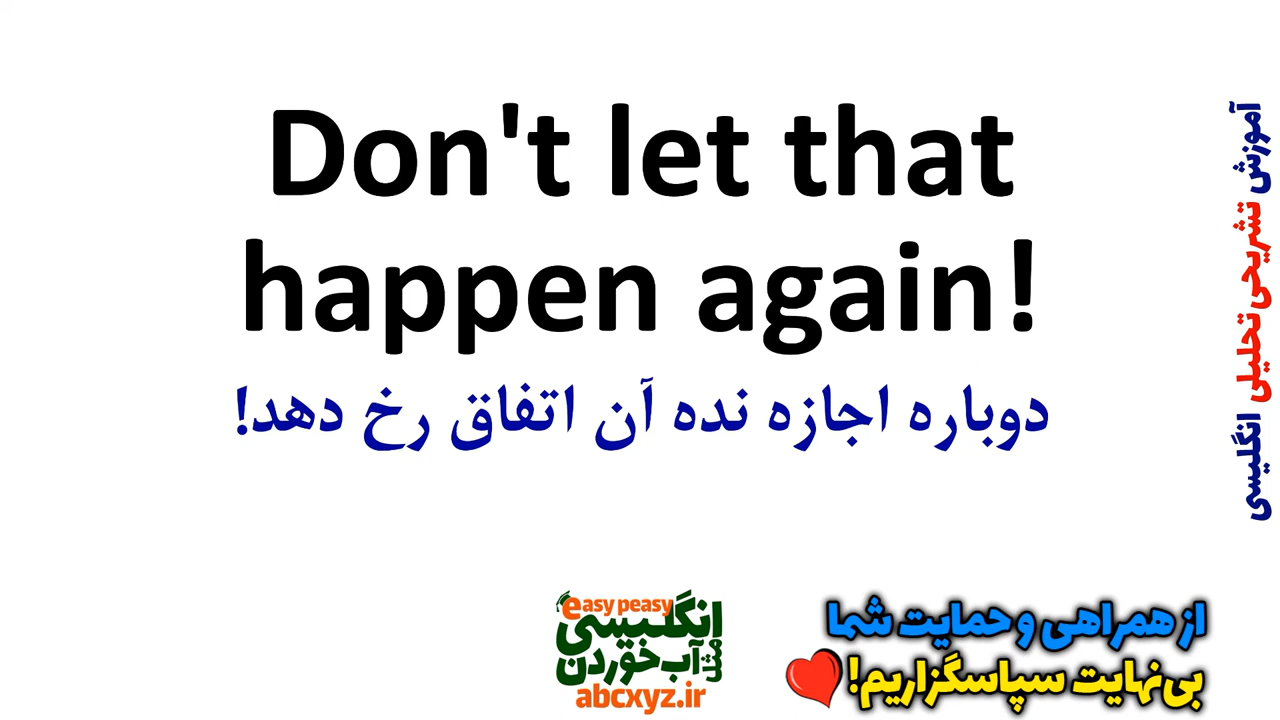 Don't let that
happen again!
دوباره اجازه نده آن اتفاق رخ دهد!
آموزش تشریحی تحلیلی انگلیسی
easy peasy
انگلیسی
مثل آب خوردن
abcxyz.ir
از همراهی و حمایت شما
بی‌نهایت سپاسگزاریم!